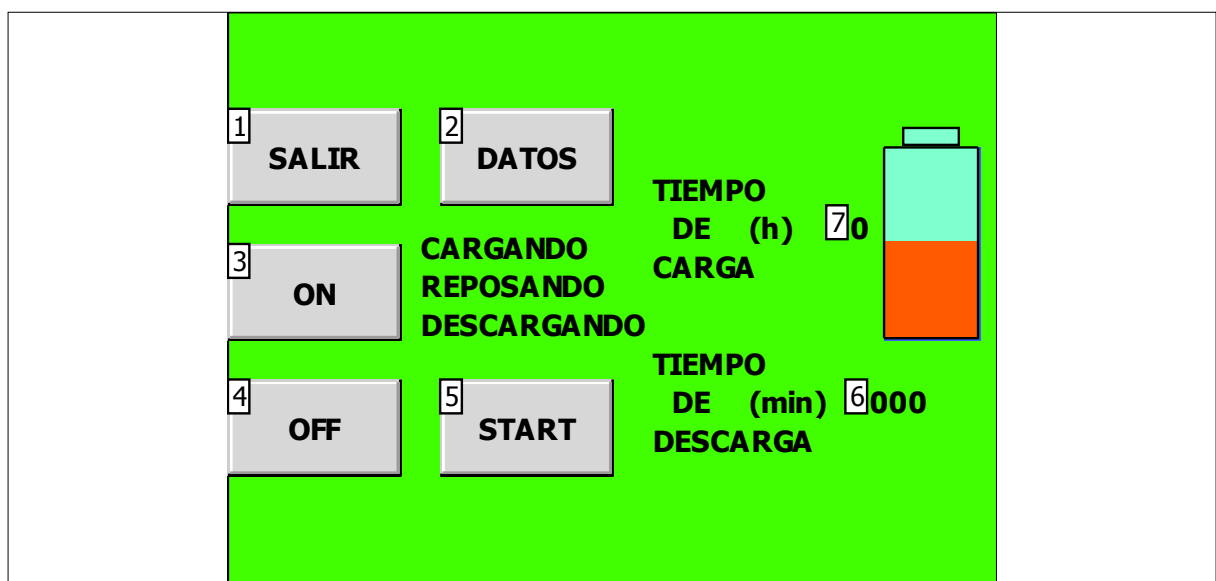 1
SALIR
2
DATOS
3
ON
CARGANDO
REPOSANDO
DESCARGANDO
TIEMPO
DE (h) 7 0
CARGA
4
OFF
5
START
TIEMPO
DE (min) 6 000
DESCARGA